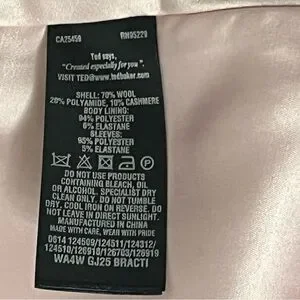 CA25459 RN95229
Ted says,
"Created especially for you".
VISIT TED@www.tedbaker.com
SHELL: 70% WOOL
20% POLYAMIDE, 10% CASHMERE
BODY LINING:
94% POLYESTER
6% ELASTANE
SLEEVES:
95% POLYESTER
5% ELASTANE
DO NOT USE PRODUCTS
CONTAINING BLEACH, OIL
OR ALCOHOL. SPECIALIST DRY
CLEAN ONLY. DO NOT TUMBLE
DRY, COOL IRON ON REVERSE. DO
NOT LEAVE IN DIRECT SUNLIGHT.
MANUFACTURED IN CHINA
MADE WITH CARE, WEAR WITH PRIDE
0614 124509/124511/124312/
124510/126918/126703/126919
WA4W GJ25 BRACTI